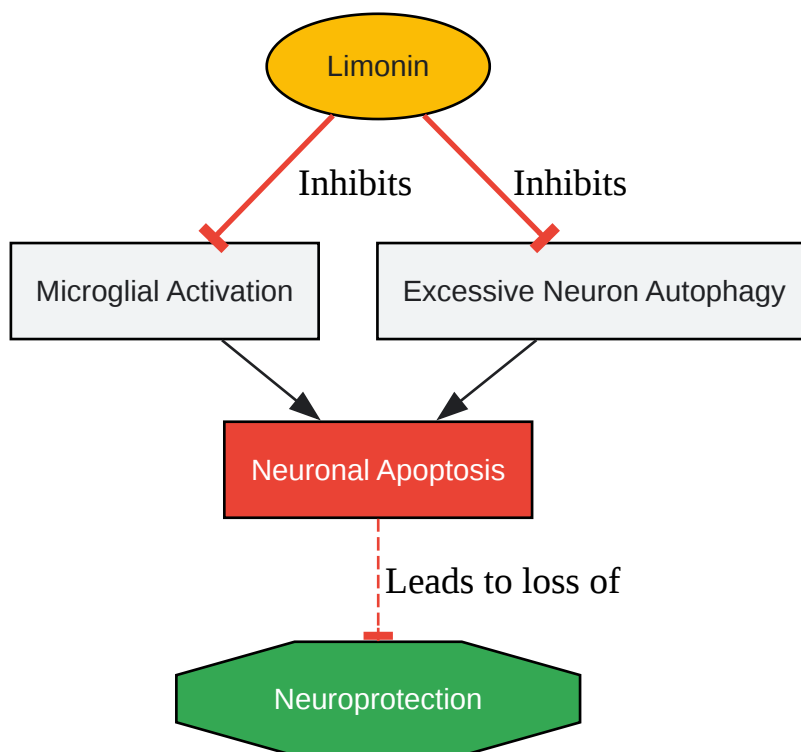 Limonin
Inhibits
Inhibits
Microglial Activation
Excessive Neuron Autophagy
Neuronal Apoptosis
Leads to loss of
Neuroprotection